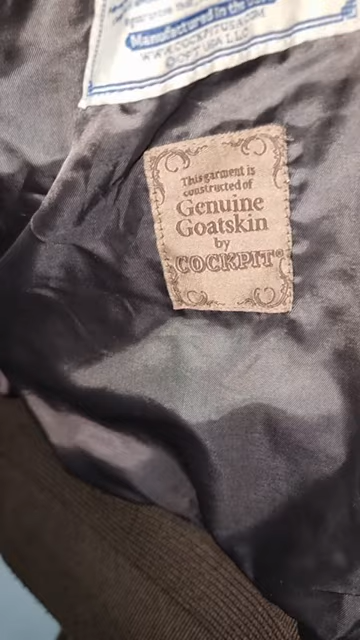 Manufactured in the
WWW.COCKPITUSA.COM
This garment is
constructed of
Genuine
Goatskin
by
COCKPIT®